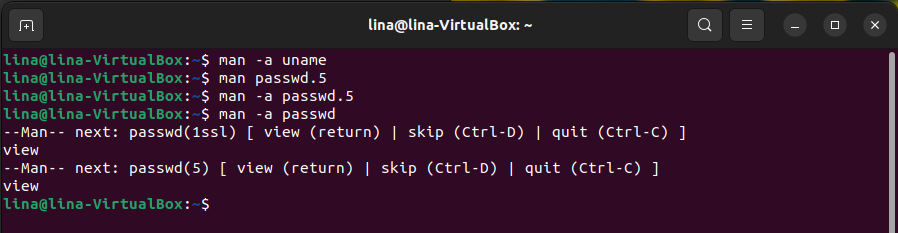 lina@lina-VirtualBox: ~
lina@lina-VirtualBox:~$ man -a uname
lina@lina-VirtualBox:~$ man passwd.5
lina@lina-VirtualBox:~$ man -a passwd.5
lina@lina-VirtualBox:~$ man -a passwd
--Man-- next: passwd(1ssl) [ view (return) | skip (Ctrl-D) | quit (Ctrl-C) ]
view
--Man-- next: passwd(5) [ view (return) | skip (Ctrl-D) | quit (Ctrl-C) ]
view
lina@lina-VirtualBox:~$